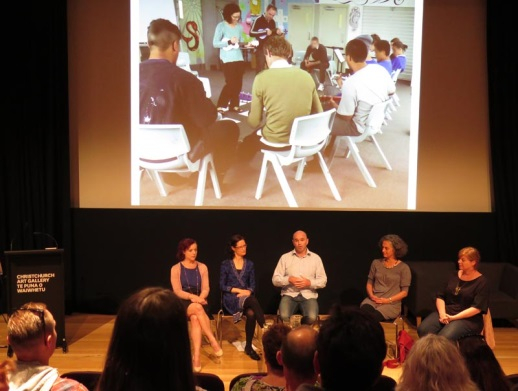 CHRISTCHURCH
ART GALLERY
TE PUNA O
WAIWHETU